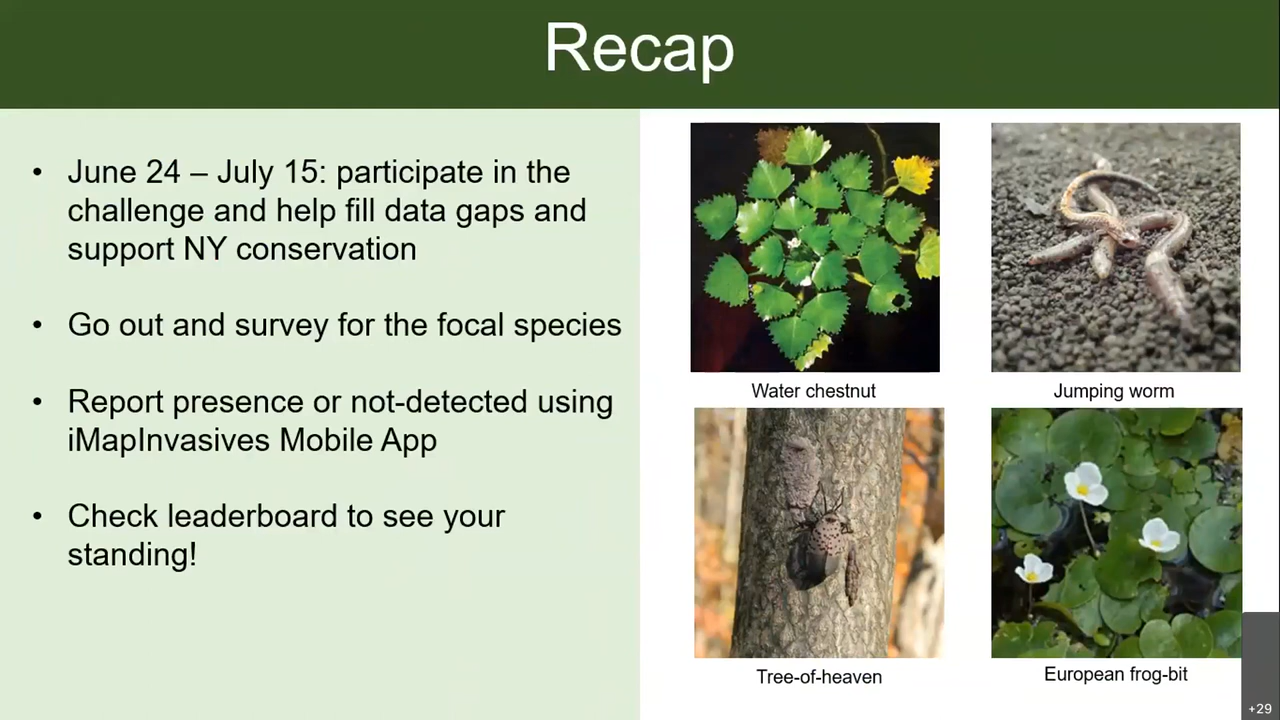 Recap
• June 24 – July 15: participate in the
challenge and help fill data gaps and
support NY conservation
• Go out and survey for the focal species
• Report presence or not-detected using
iMapInvasives Mobile App
• Check leaderboard to see your
standing!
Water chestnut
Jumping worm
Tree-of-heaven
European frog-bit
+29